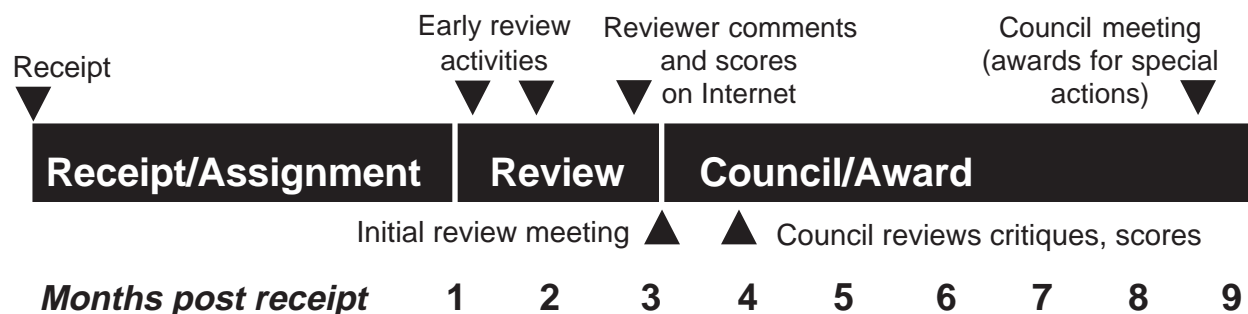 Receipt
Early review
activities
Reviewer comments
and scores
on Internet
Council meeting
(awards for special
actions)
Receipt/Assignment
Review
Council/Award
Initial review meeting
Council reviews critiques, scores
Months post receipt 1 2 3 4 5 6 7 8 9